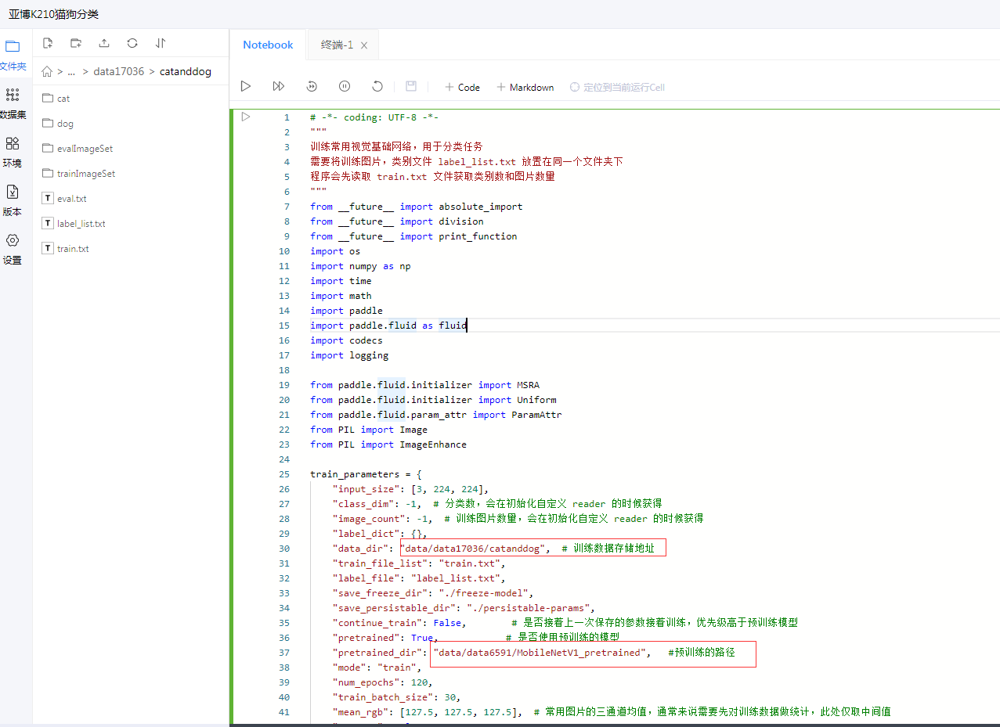 亚博K210猫狗分类
文件夹
数据集
环境
版本
设置
> ... > data17036 > catanddog
cat
dog
evalImageSet
trainImageSet
T eval.txt
T label_list.txt
T train.txt
Notebook
终端-1 ×
+ Code + Markdown 定位到当前运行Cell
1 # -*- coding: UTF-8 -*-
2 """
3 训练常用视觉基础网络，用于分类任务
4 需要将训练图片，类别文件 label_list.txt 放置在同一个文件夹下
5 程序会先读取 train.txt 文件获取类别数和图片数量
6 """
7 from __future__ import absolute_import
8 from __future__ import division
9 from __future__ import print_function
10 import os
11 import numpy as np
12 import time
13 import math
14 import paddle
15 import paddle.fluid as fluid
16 import codecs
17 import logging
18
19 from paddle.fluid.initializer import MSRA
20 from paddle.fluid.initializer import Uniform
21 from paddle.fluid.param_attr import ParamAttr
22 from PIL import Image
23 from PIL import ImageEnhance
24
25 train_parameters = {
26 "input_size": [3, 224, 224],
27 "class_dim": -1, # 分类数，会在初始化自定义 reader 的时候获得
28 "image_count": -1, # 训练图片数量，会在初始化自定义 reader 的时候获得
29 "label_dict": {},
30 "data_dir": "data/data17036/catanddog", # 训练数据存储地址
31 "train_file_list": "train.txt",
32 "label_file": "label_list.txt",
33 "save_freeze_dir": "./freeze-model",
34 "save_persistable_dir": "./persistable-params",
35 "continue_train": False, # 是否接着上一次保存的参数接着训练，优先级高于预训练模型
36 "pretrained": True, # 是否使用预训练的模型
37 "pretrained_dir": "data/data6591/MobileNetV1_pretrained", #预训练的路径
38 "mode": "train",
39 "num_epochs": 120,
40 "train_batch_size": 30,
41 "mean_rgb": [127.5, 127.5, 127.5], # 常用图片的三通道均值，通常来说需要先对训练数据做统计，此处仅取中间值